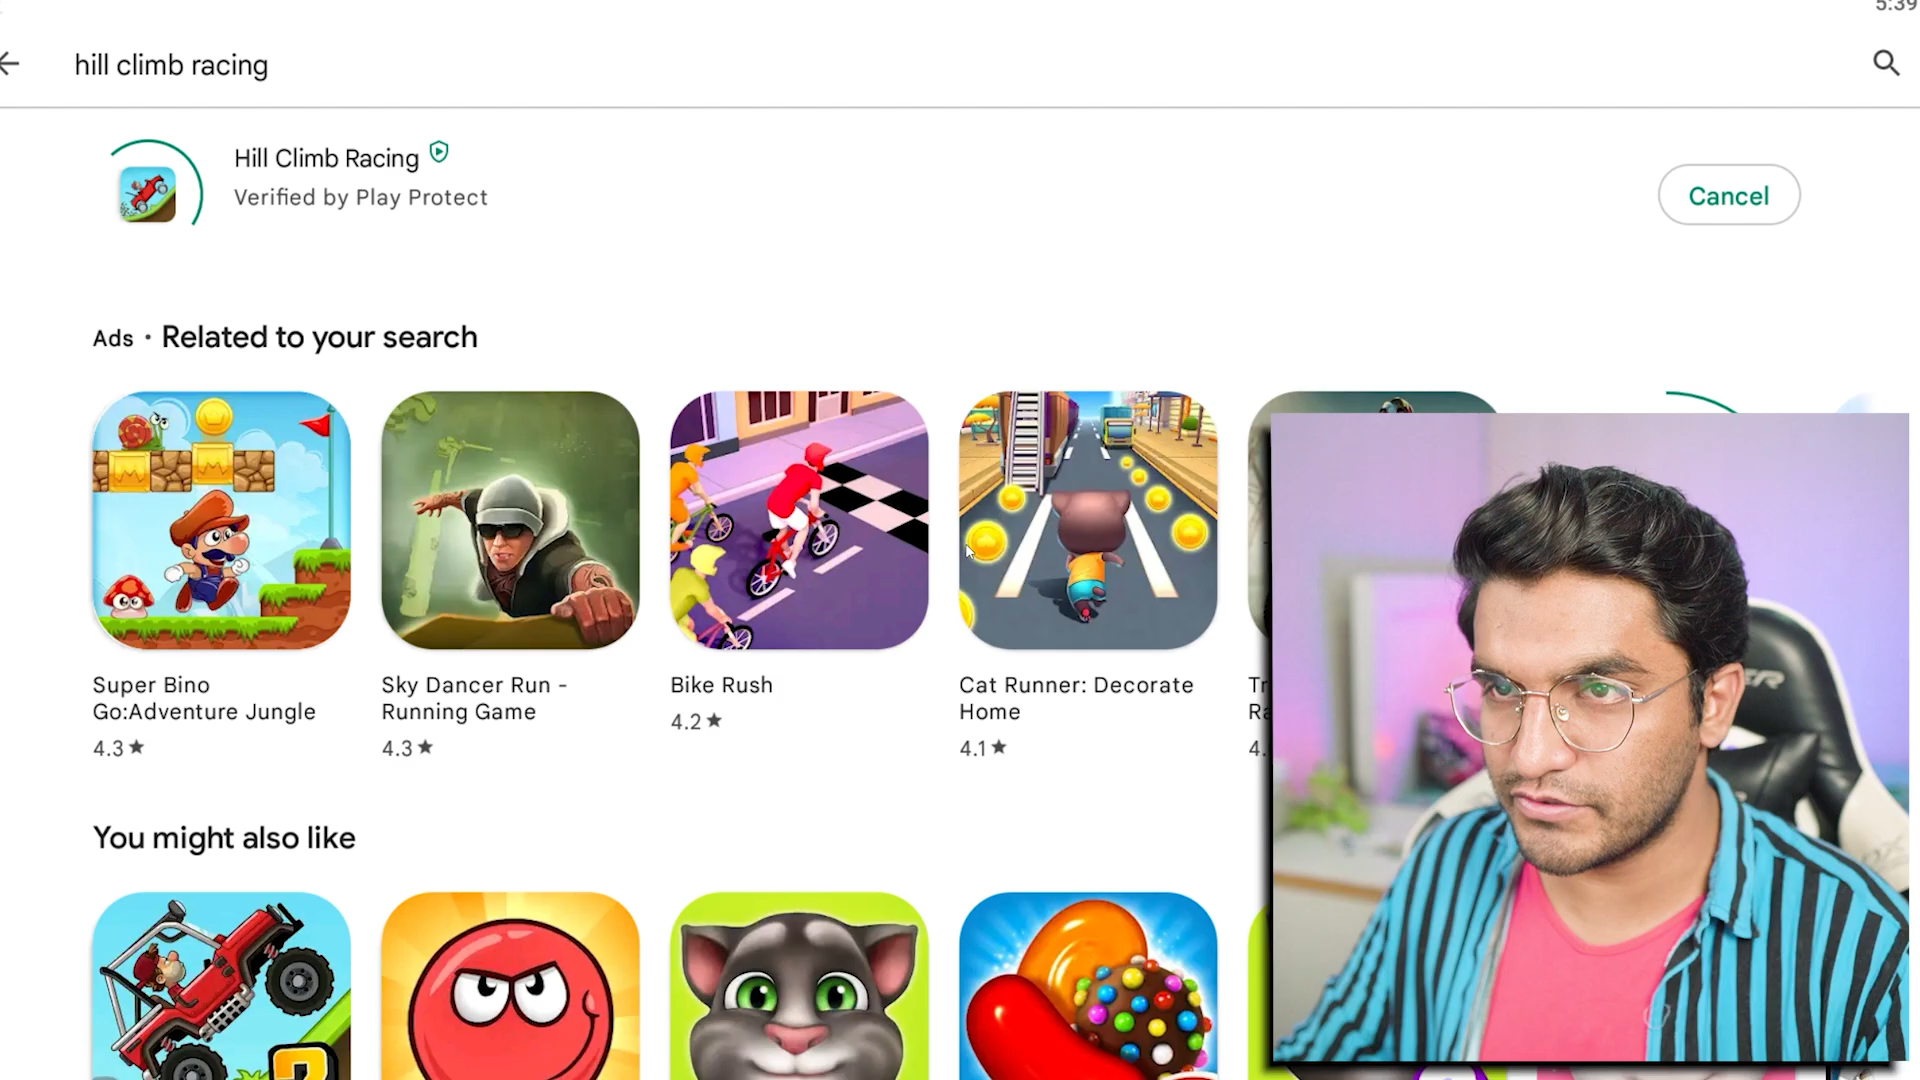 5:39
hill climb racing
Hill Climb Racing
Verified by Play Protect
Cancel
Ads • Related to your search
Super Bino
Go:Adventure Jungle
4.3★
Sky Dancer Run -
Running Game
4.3★
Bike Rush
4.2★
Cat Runner: Decorate
Home
4.1★
You might also like
2